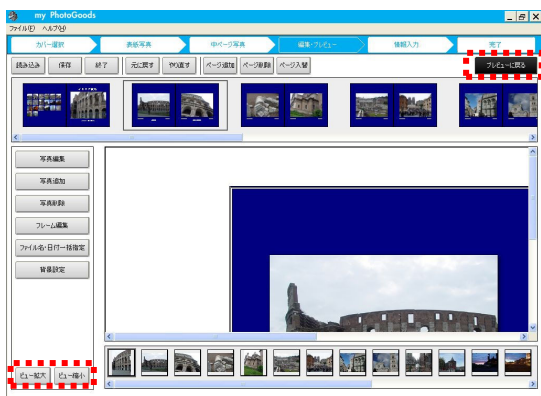 my PhotoGoods
ファイル(F) ヘルプ(H)
カバー選択 表紙写真 中ページ写真 編集・プレビュー 情報入力 完了
読み込み 保存 終了 元に戻す やり直す ページ追加 ページ削除 ページ入替 プレビューに戻る
写真編集
写真追加
写真削除
フレーム編集
ファイル名・日付一括指定
背景設定
ビュー拡大 ビュー縮小